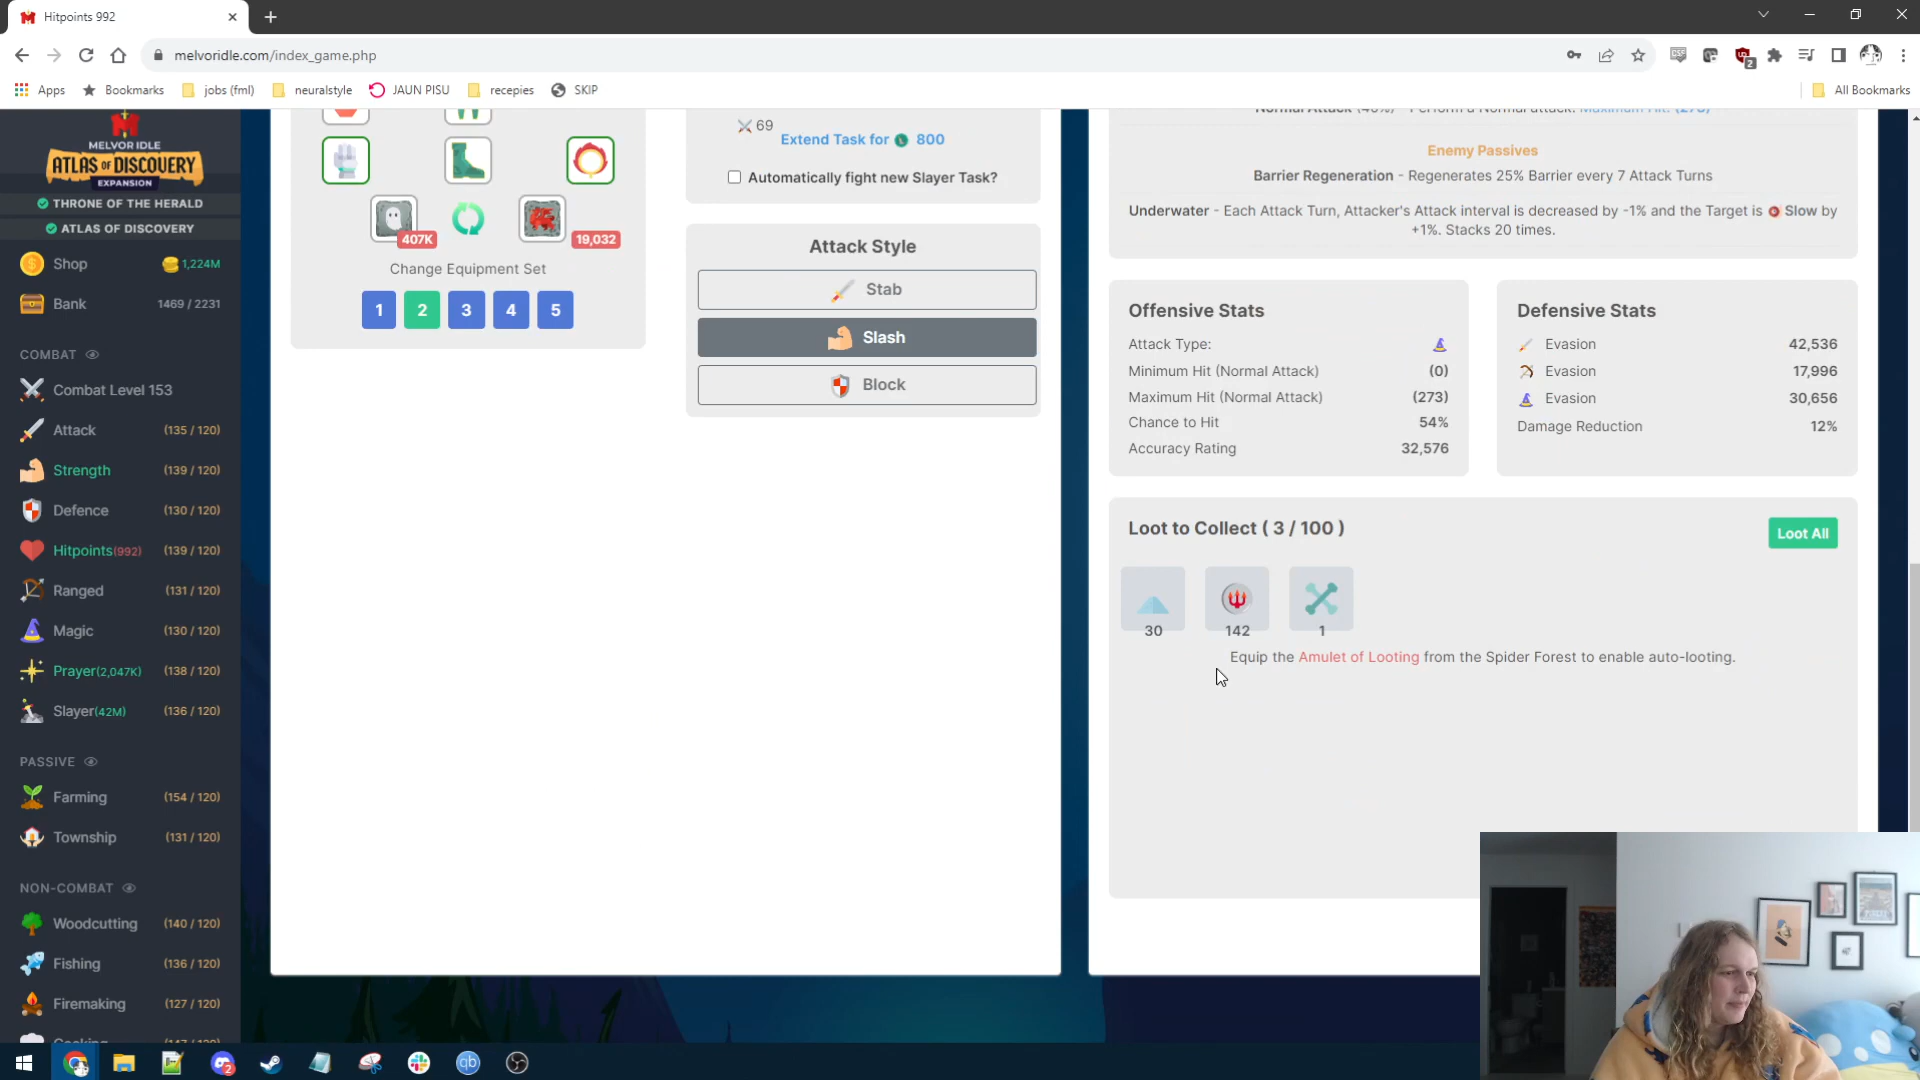 Hitpoints 992
melvoridle.com/index_game.php
2
Apps
Bookmarks
jobs (fml)
neuralstyle
JAUN PISU
recepies
SKIP
All Bookmarks
MELVOR IDLE
ATLAS OF DISCOVERY
EXPANSION
THRONE OF THE HERALD
ATLAS OF DISCOVERY
Shop 1,224M
Bank 1469 / 2231
COMBAT
Combat Level 153
Attack (135 / 120)
Strength (139 / 120)
Defence (130 / 120)
Hitpoints(992) (139 / 120)
Ranged (131 / 120)
Magic (130 / 120)
Prayer(2,047K) (138 / 120)
Slayer(42M) (136 / 120)
PASSIVE
Farming (154 / 120)
Township (131 / 120)
NON-COMBAT
Woodcutting (140 / 120)
Fishing (136 / 120)
Firemaking (127 / 120)
407K
19,032
Change Equipment Set
1 2 3 4 5
69
Extend Task for 800
Automatically fight new Slayer Task?
Attack Style
Stab
Slash
Block
Enemy Passives
Barrier Regeneration - Regenerates 25% Barrier every 7 Attack Turns
Underwater - Each Attack Turn, Attacker's Attack interval is decreased by -1% and the Target is Slow by
+1%. Stacks 20 times.
Offensive Stats
Attack Type:
Minimum Hit (Normal Attack) (0)
Maximum Hit (Normal Attack) (273)
Chance to Hit 54%
Accuracy Rating 32,576
Defensive Stats
Evasion 42,536
Evasion 17,996
Evasion 30,656
Damage Reduction 12%
Loot to Collect ( 3 / 100 )
Loot All
30
142
1
Equip the Amulet of Looting from the Spider Forest to enable auto-looting.
2